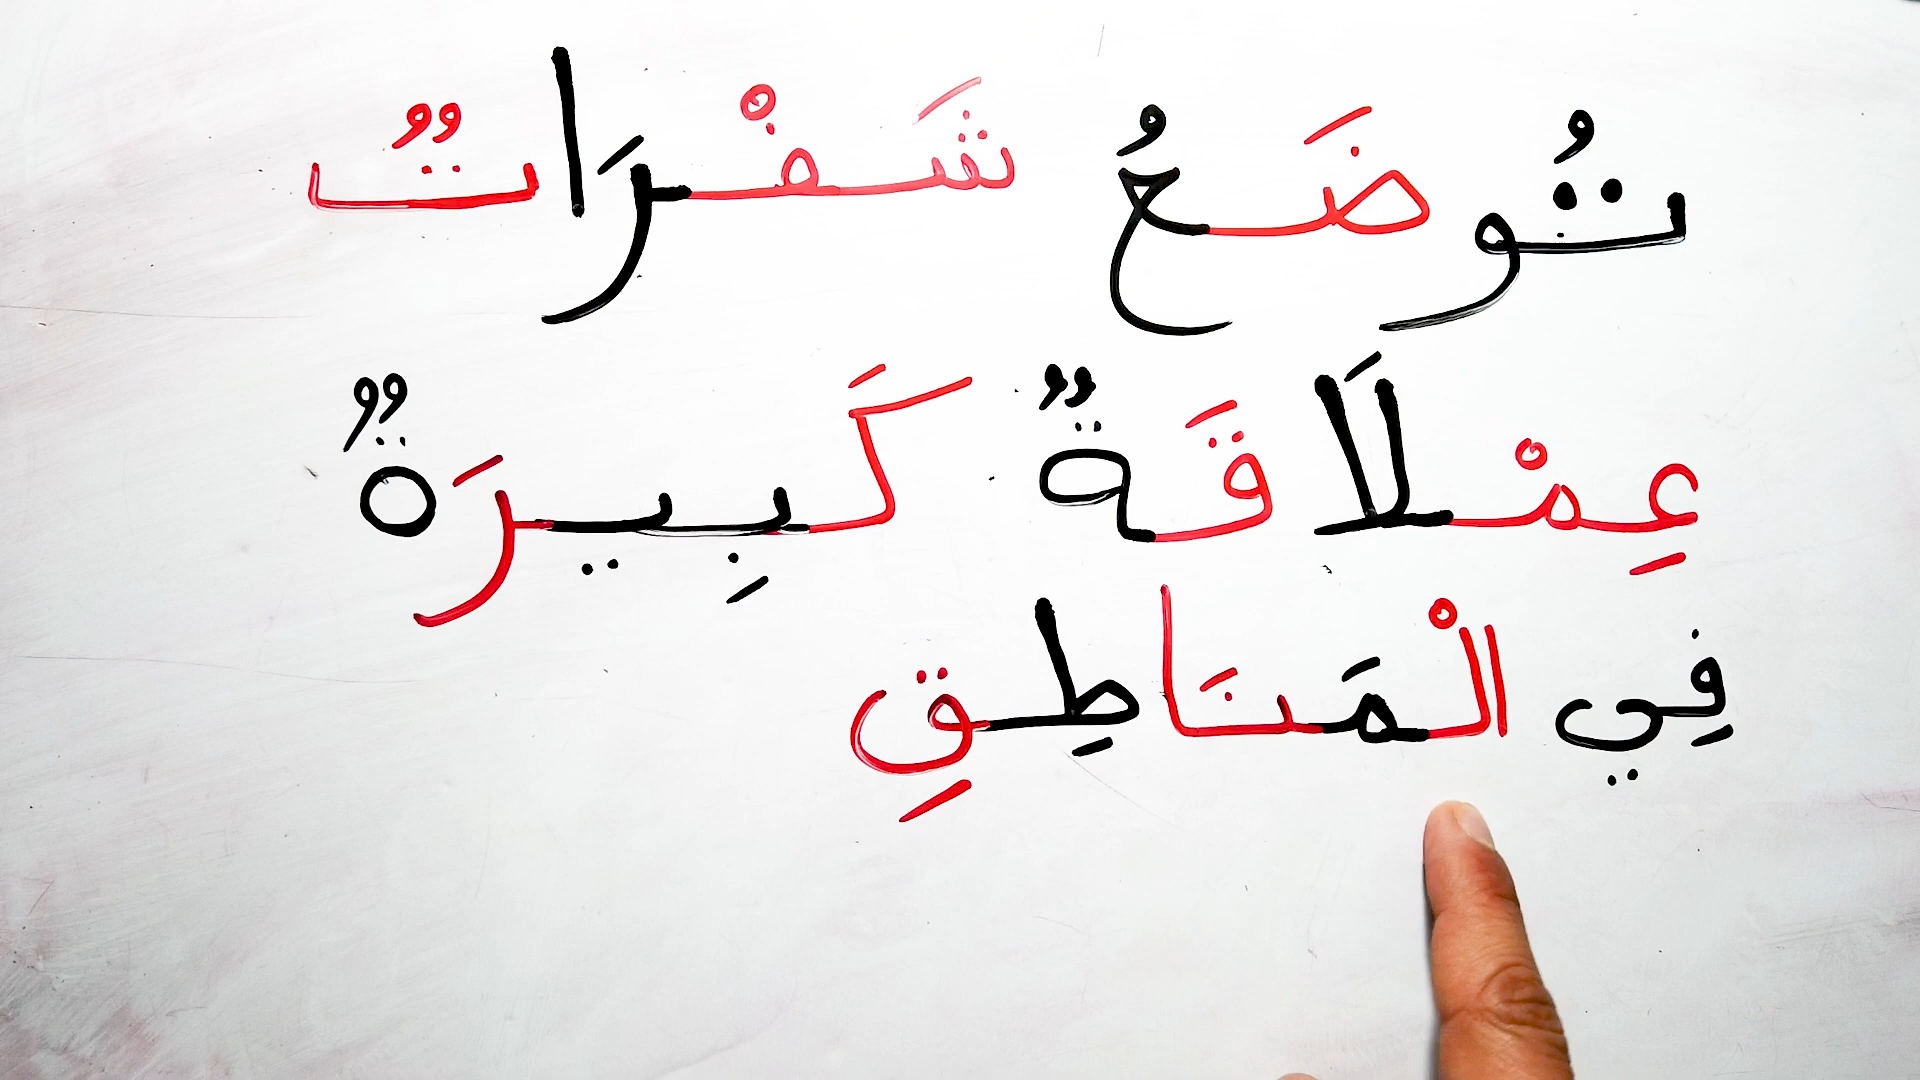 تُوضَعُ شَفْرَاتٌ
عِمْلَاقَةٌ كَبِيرَةٌ
فِي الْمَنَاطِقِ